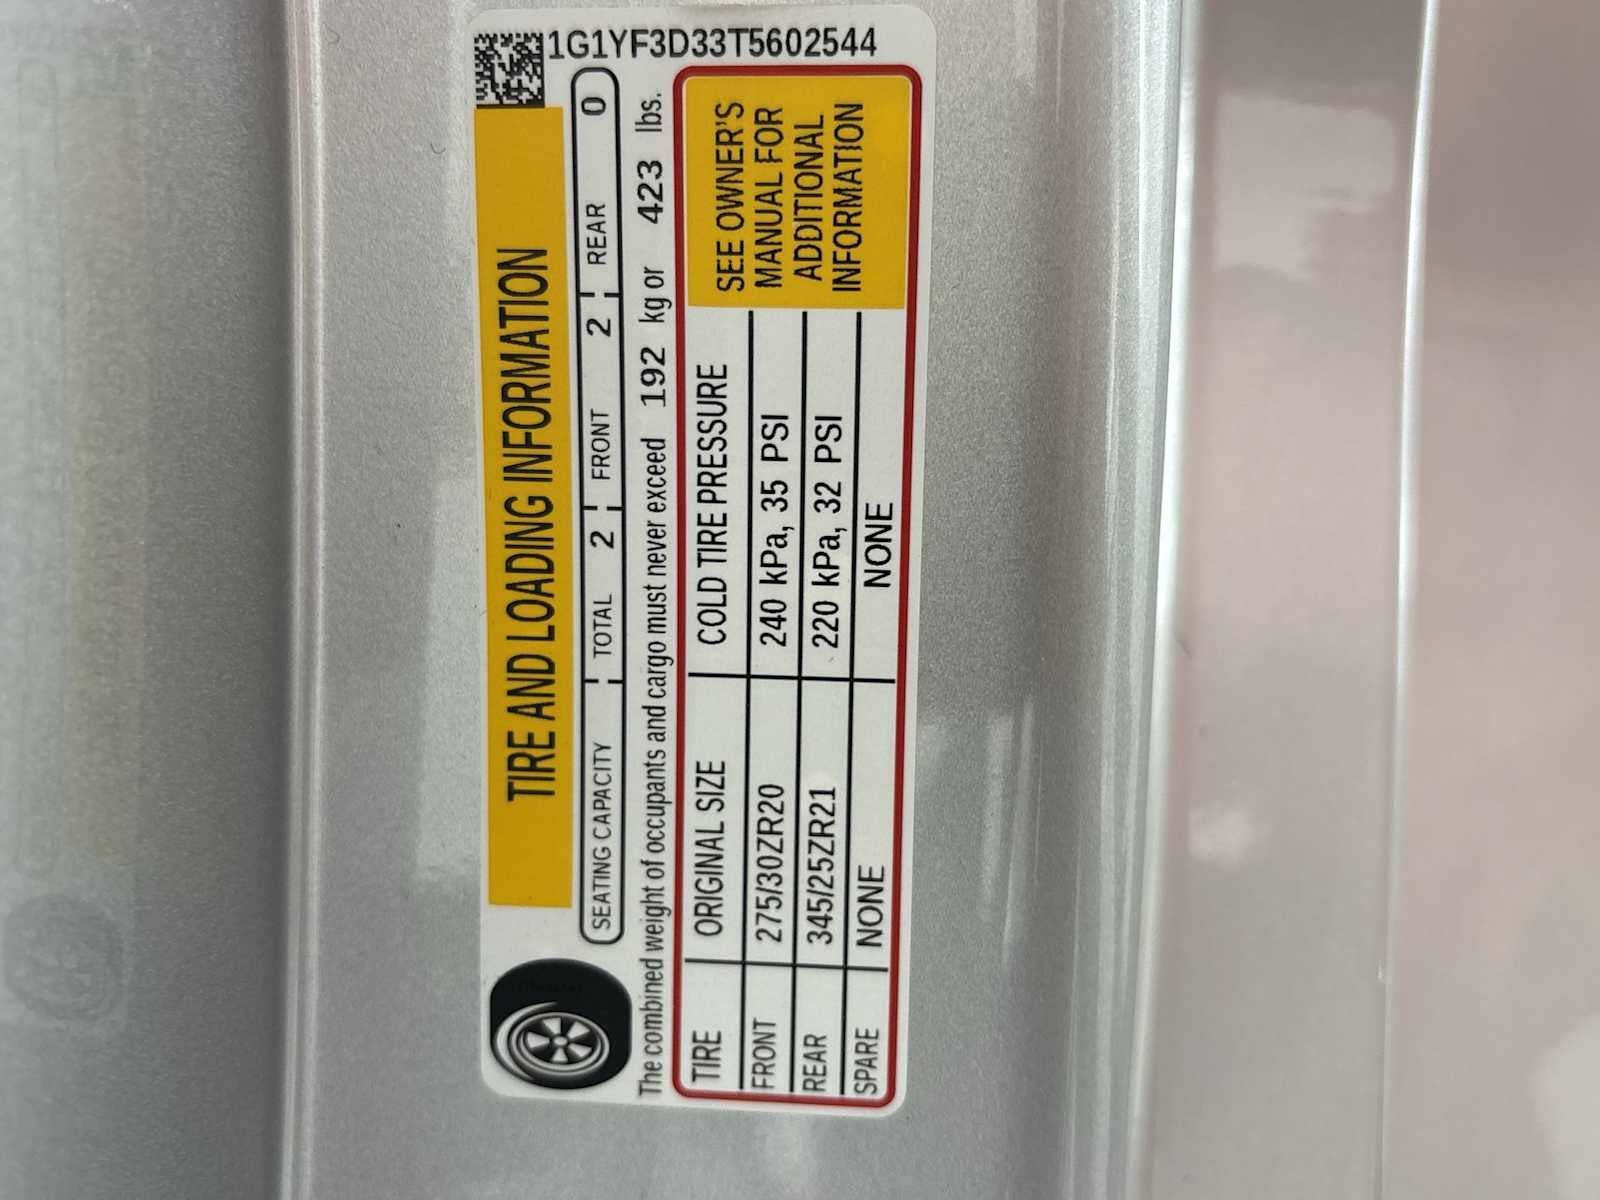 1G1YF3D33T5602544
TIRE AND LOADING INFORMATION
SEATING CAPACITY TOTAL 2 FRONT 2 REAR 0
The combined weight of occupants and cargo must never exceed 192 kg or 423 lbs.
TIRE ORIGINAL SIZE COLD TIRE PRESSURE
FRONT 275/30ZR20 240 kPa, 35 PSI
REAR 345/25ZR21 220 kPa, 32 PSI
SPARE NONE NONE
SEE OWNER'S
MANUAL FOR
ADDITIONAL
INFORMATION